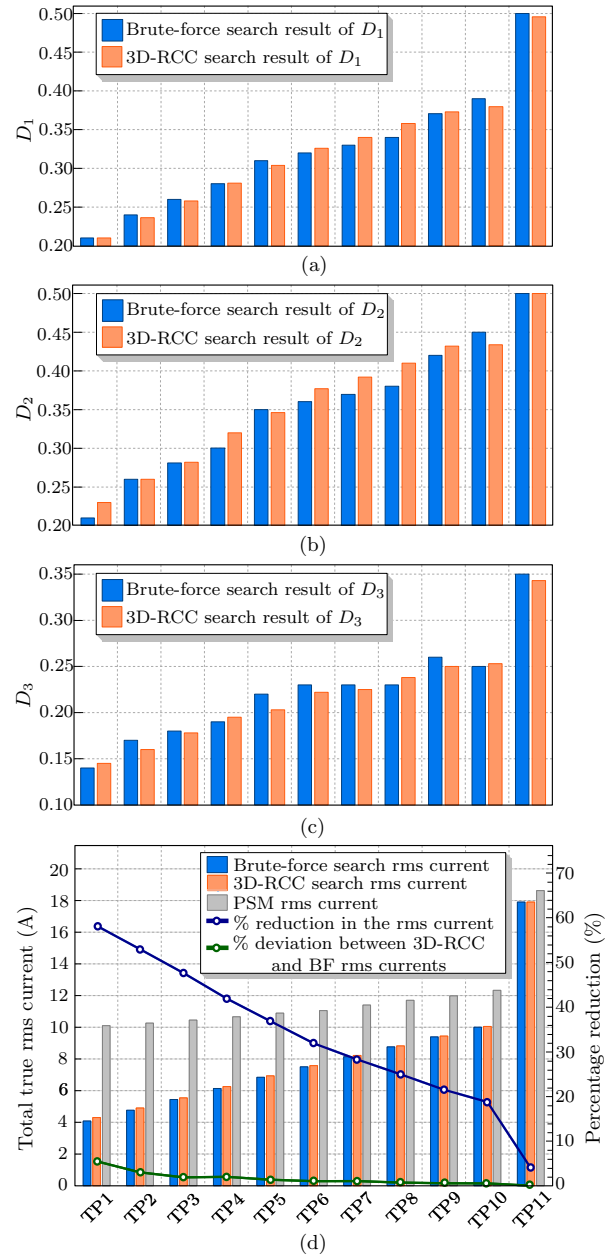 0.50
0.45
0.40
0.35
0.30
0.25
0.20
D1
Brute-force search result of D1
3D-RCC search result of D1
(a)
0.50
0.45
0.40
0.35
0.30
0.25
0.20
D2
Brute-force search result of D2
3D-RCC search result of D2
(b)
0.35
0.30
0.25
0.20
0.15
0.10
D3
Brute-force search result of D3
3D-RCC search result of D3
(c)
20
18
16
14
12
10
8
6
4
2
0
Total true rms current (A)
Brute-force search rms current
3D-RCC search rms current
PSM rms current
% reduction in the rms current
% deviation between 3D-RCC
and BF rms currents
70
60
50
40
30
20
10
0
Percentage reduction (%)
TP1
TP2
TP3
TP4
TP5
TP6
TP7
TP8
TP9
TP10
TP11
(d)